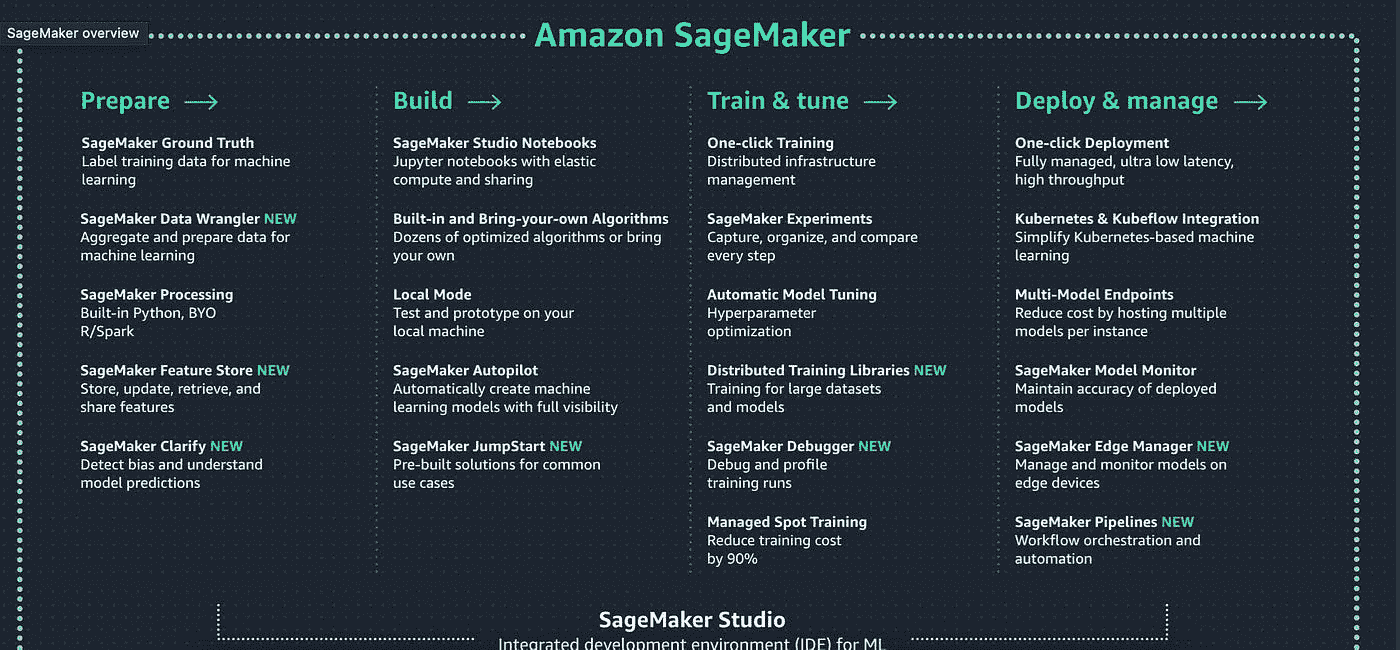 SageMaker overview
Amazon SageMaker
Prepare
SageMaker Ground Truth
Label training data for machine
learning
SageMaker Data Wrangler NEW
Aggregate and prepare data for
machine learning
SageMaker Processing
Built-in Python, BYO
R/Spark
SageMaker Feature Store NEW
Store, update, retrieve, and
share features
SageMaker Clarify NEW
Detect bias and understand
model predictions
Build
SageMaker Studio Notebooks
Jupyter notebooks with elastic
compute and sharing
Built-in and Bring-your-own Algorithms
Dozens of optimized algorithms or bring
your own
Local Mode
Test and prototype on your
local machine
SageMaker Autopilot
Automatically create machine
learning models with full visibility
SageMaker JumpStart NEW
Pre-built solutions for common
use cases
Train & tune
One-click Training
Distributed infrastructure
management
SageMaker Experiments
Capture, organize, and compare
every step
Automatic Model Tuning
Hyperparameter
optimization
Distributed Training Libraries NEW
Training for large datasets
and models
SageMaker Debugger NEW
Debug and profile
training runs
Managed Spot Training
Reduce training cost
by 90%
Deploy & manage
One-click Deployment
Fully managed, ultra low latency,
high throughput
Kubernetes & Kubeflow Integration
Simplify Kubernetes-based machine
learning
Multi-Model Endpoints
Reduce cost by hosting multiple
models per instance
SageMaker Model Monitor
Maintain accuracy of deployed
models
SageMaker Edge Manager NEW
Manage and monitor models on
edge devices
SageMaker Pipelines NEW
Workflow orchestration and
automation
SageMaker Studio
Integrated development environment (IDE) for ML